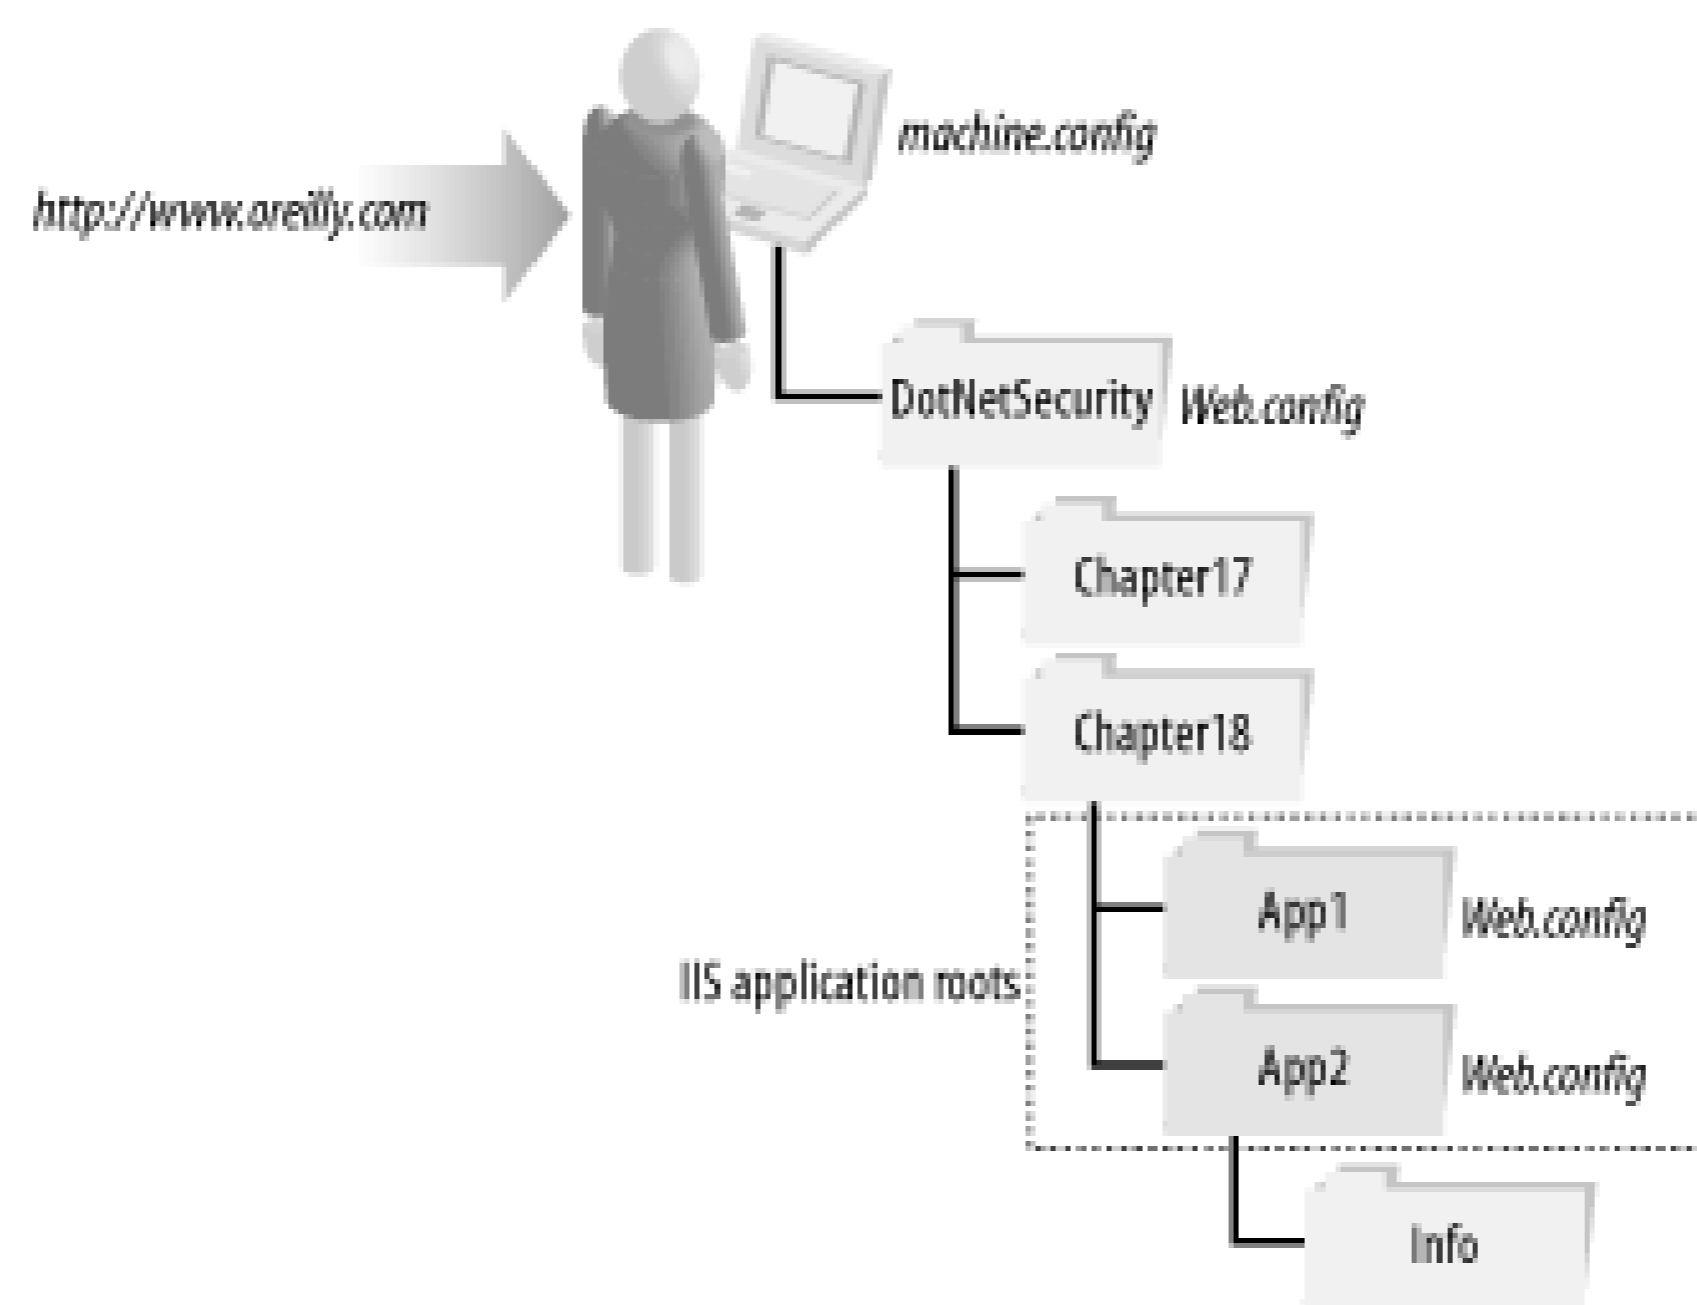 machine.config
http://www.oreilly.com
DotNetSecurity Web.config
Chapter17
Chapter18
App1 Web.config
IIS application roots
App2 Web.config
Info